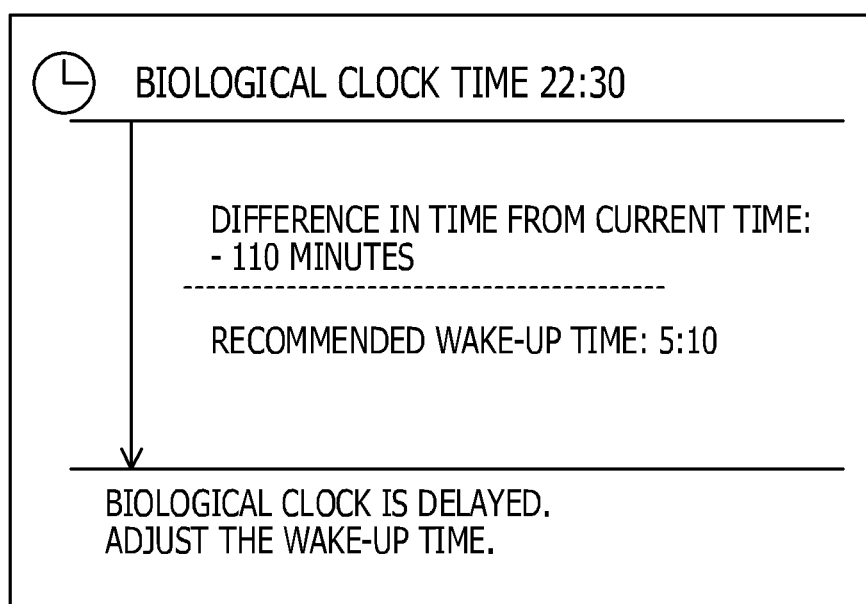 BIOLOGICAL CLOCK TIME 22:30
DIFFERENCE IN TIME FROM CURRENT TIME:
- 110 MINUTES
RECOMMENDED WAKE-UP TIME: 5:10
BIOLOGICAL CLOCK IS DELAYED.
ADJUST THE WAKE-UP TIME.